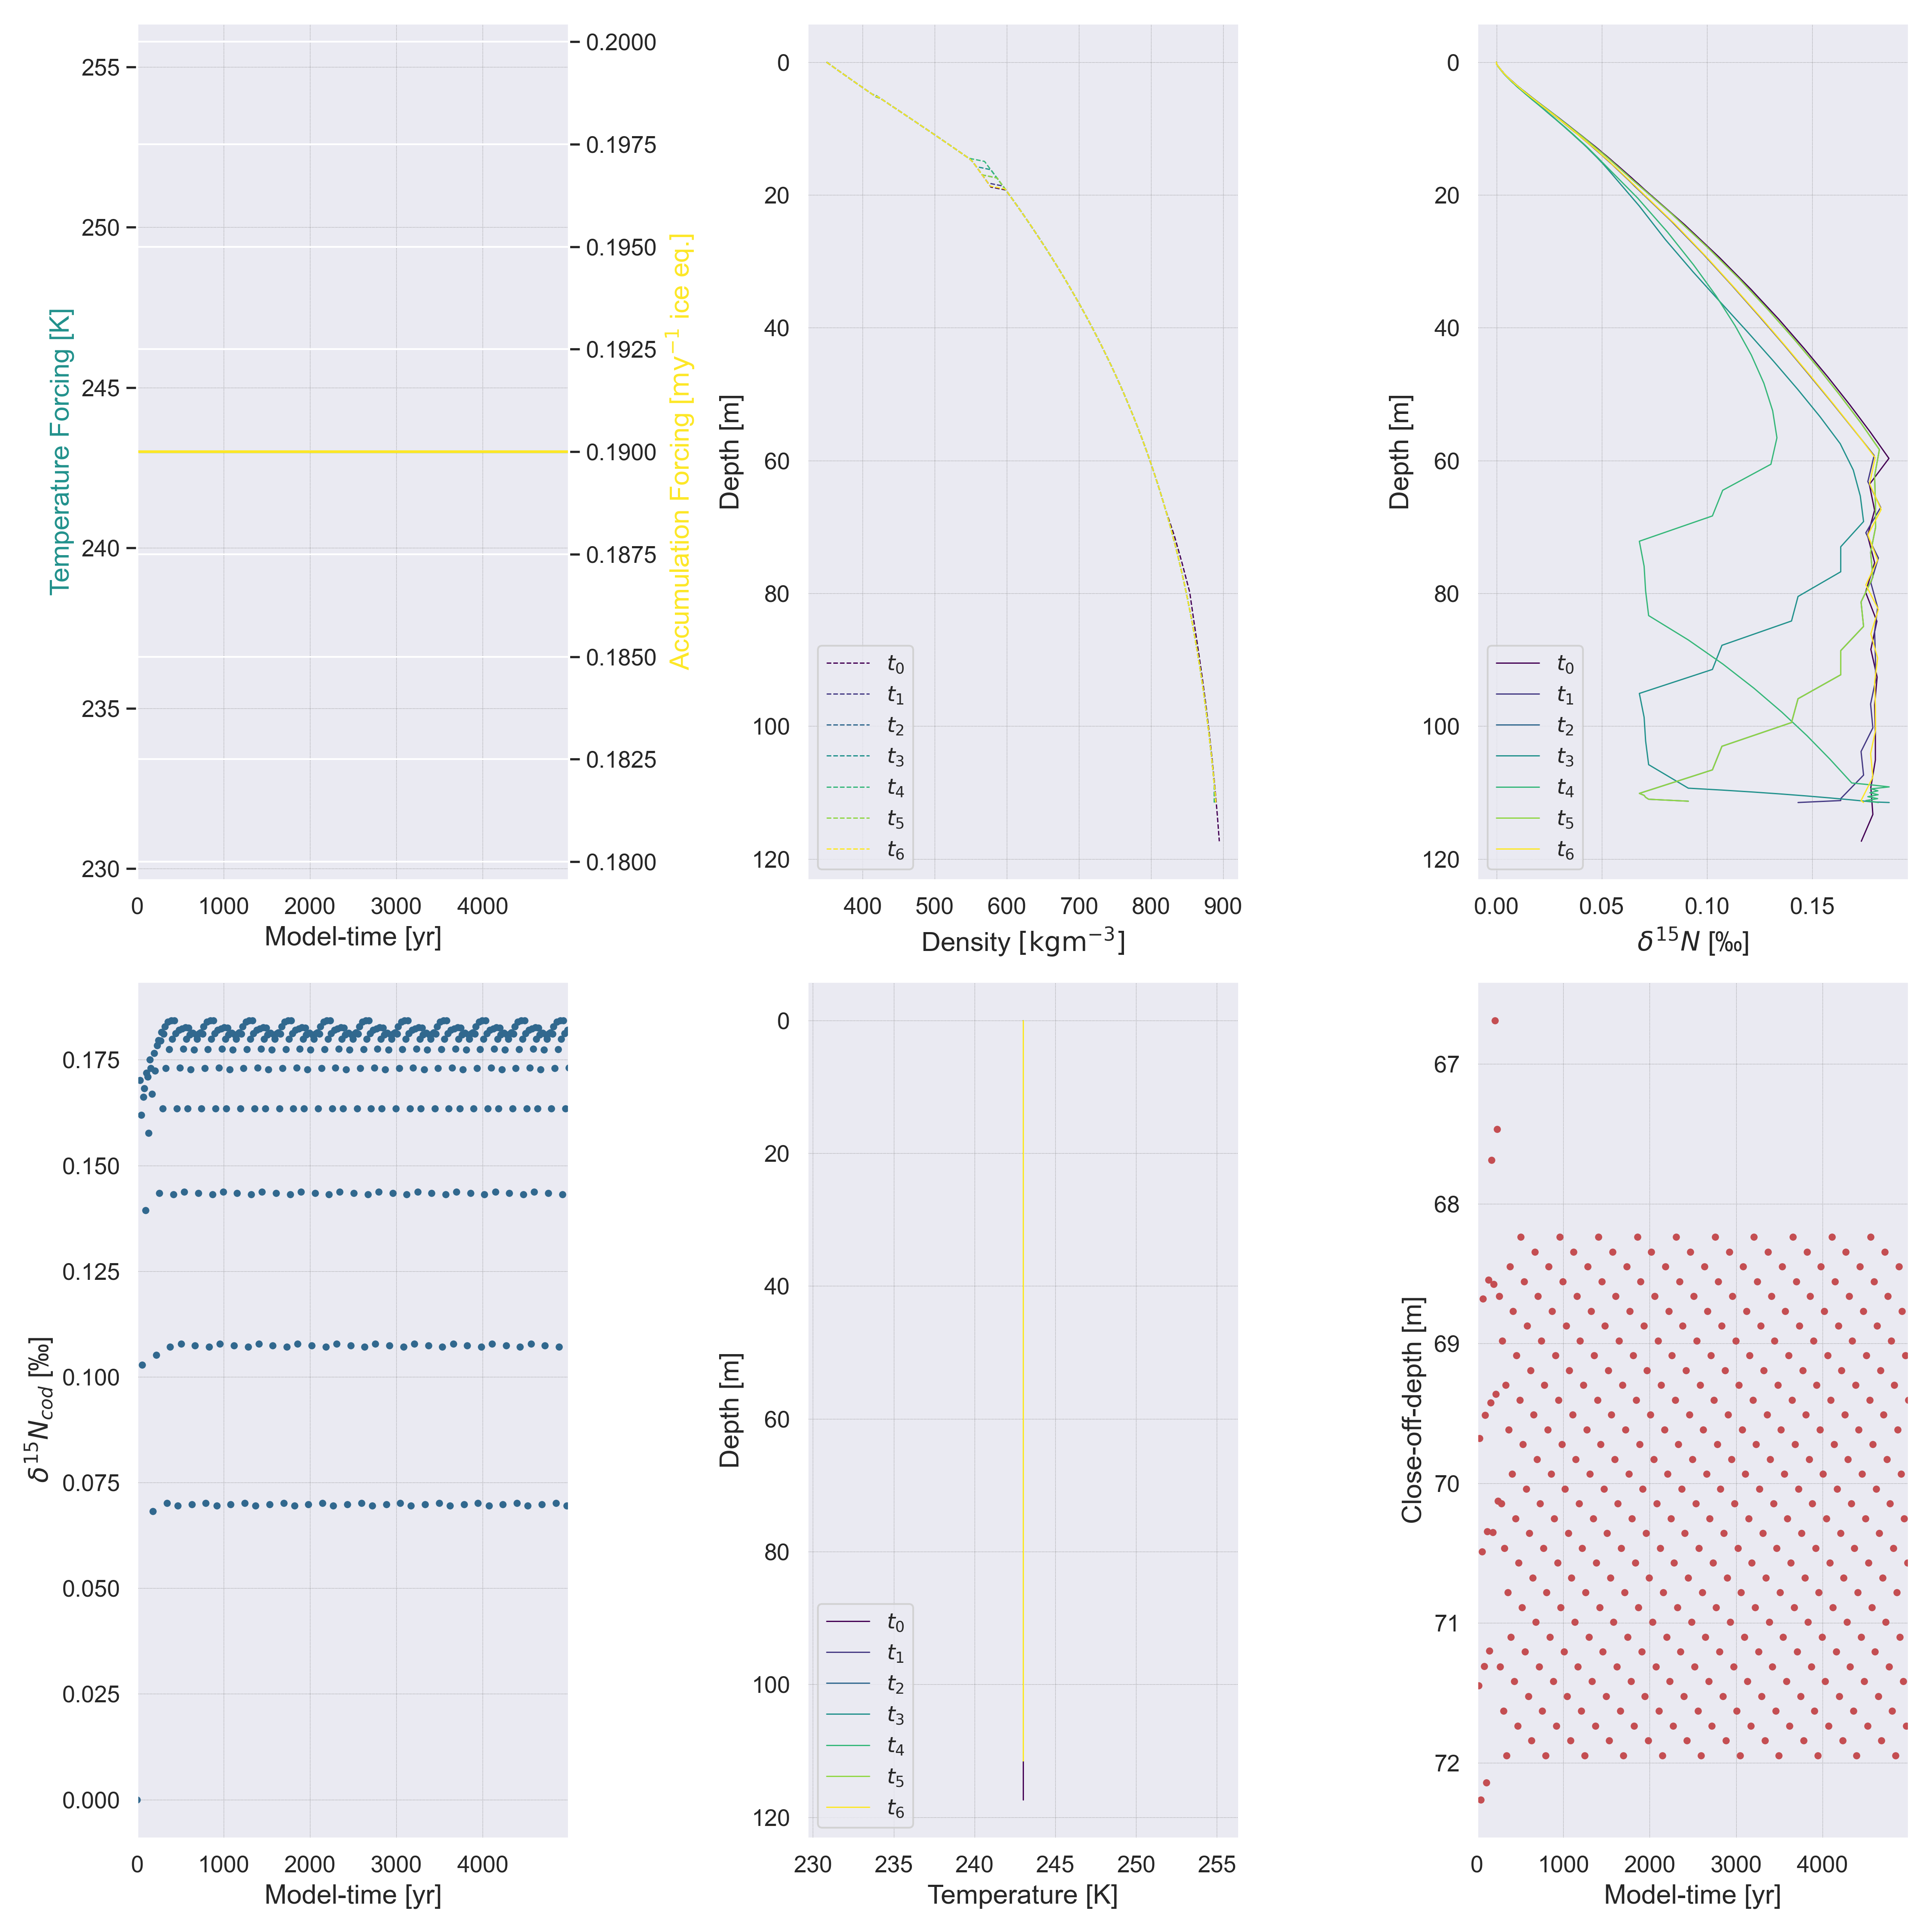 255
250
245
240
235
230
Temperature Forcing [K]
0 1000 2000 3000 4000
Model-time [yr]
0.2000
0.1975
0.1950
0.1925
0.1900
0.1875
0.1850
0.1825
0.1800
Accumulation Forcing [my⁻¹ ice eq.]
0
20
40
60
80
100
120
Depth [m]
t₀
t₁
t₂
t₃
t₄
t₅
t₆
400 500 600 700 800 900
Density [kgm⁻³]
0
20
40
60
80
100
120
Depth [m]
t₀
t₁
t₂
t₃
t₄
t₅
t₆
0.00 0.05 0.10 0.15
δ¹⁵N [‰]
0.175
0.150
0.125
0.100
0.075
0.050
0.025
0.000
δ¹⁵N_cod [‰]
0 1000 2000 3000 4000
Model-time [yr]
0
20
40
60
80
100
120
Depth [m]
t₀
t₁
t₂
t₃
t₄
t₅
t₆
230 235 240 245 250 255
Temperature [K]
67
68
69
70
71
72
Close-off-depth [m]
0 1000 2000 3000 4000
Model-time [yr]